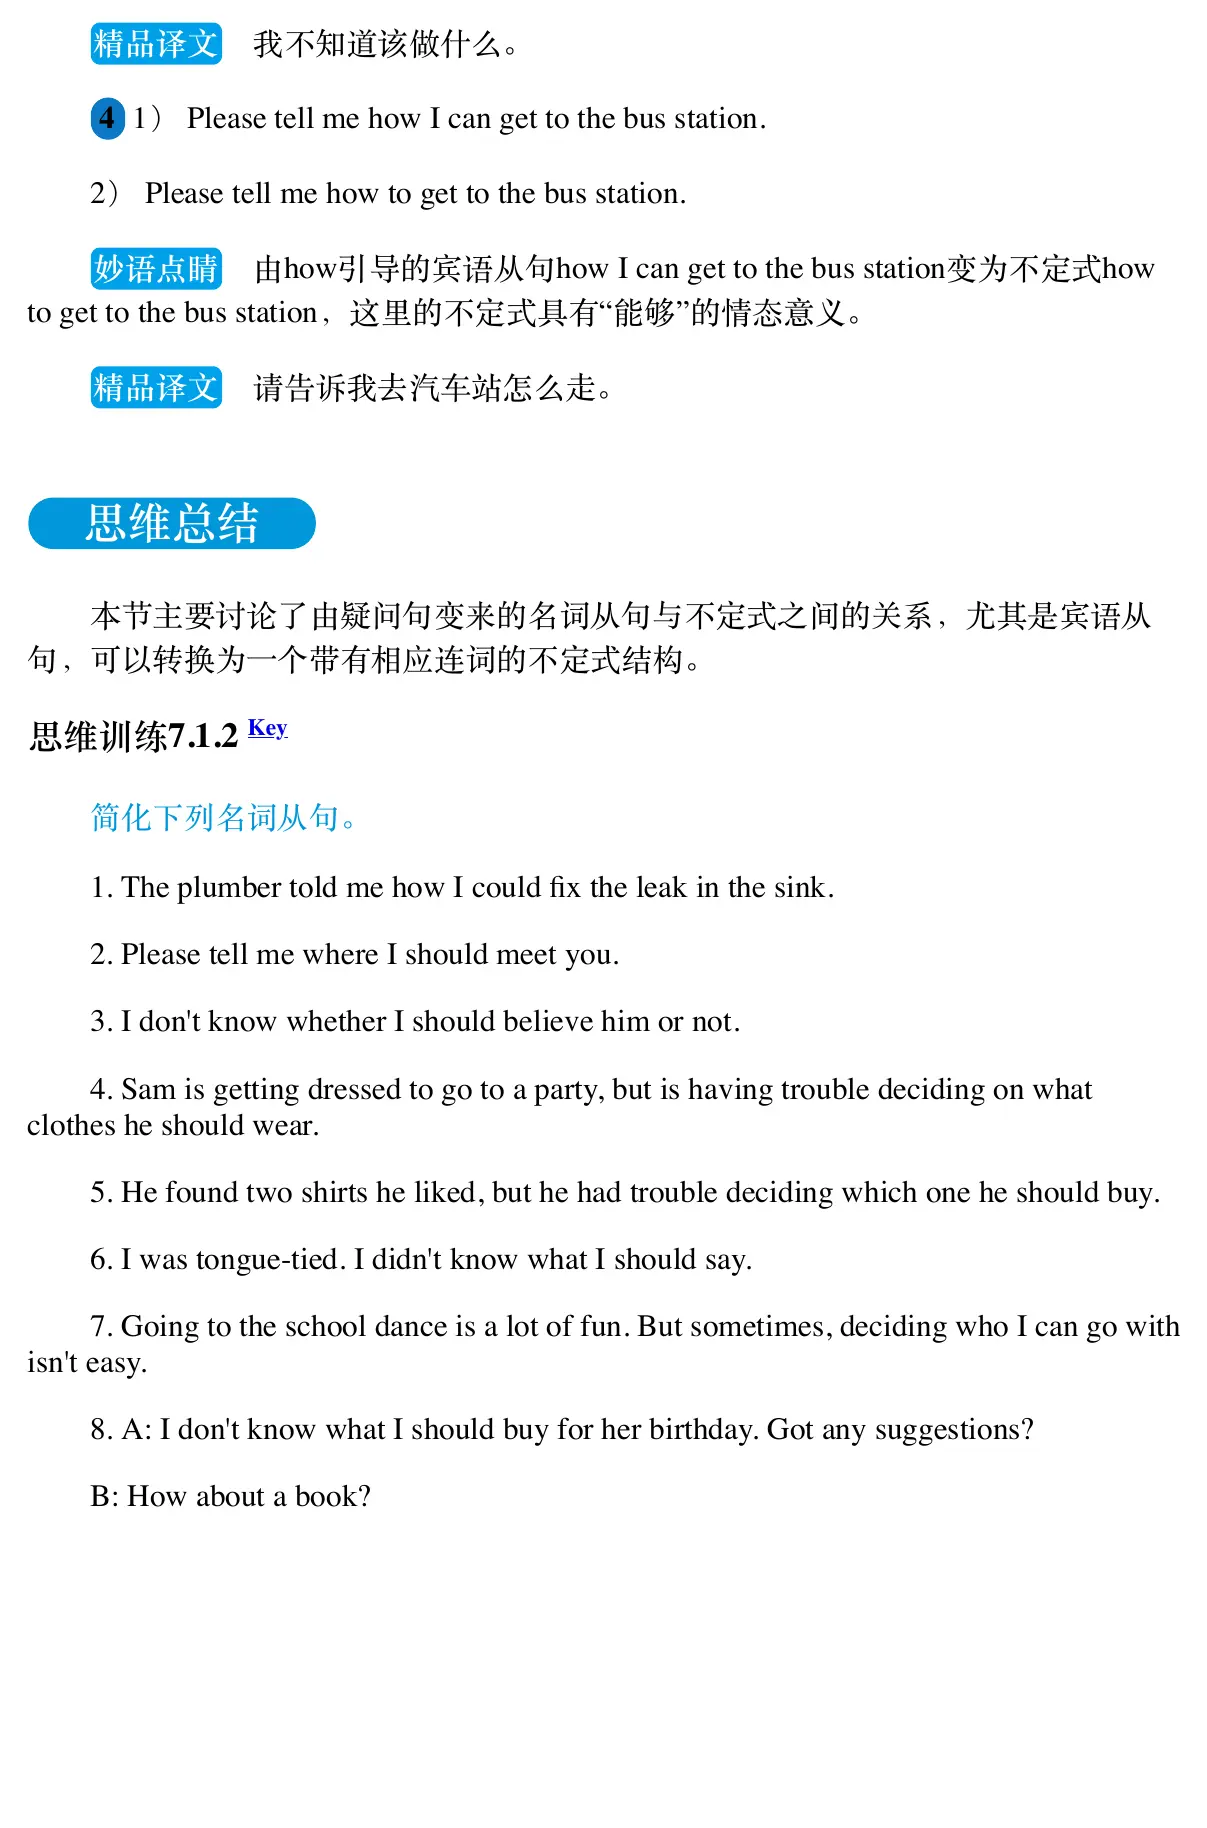 精品译文 我不知道该做什么。
4 1） Please tell me how I can get to the bus station.
2） Please tell me how to get to the bus station.
妙语点睛 由how引导的宾语从句how I can get to the bus station变为不定式how
to get to the bus station，这里的不定式具有“能够”的情态意义。
精品译文 请告诉我去汽车站怎么走。
思维总结
本节主要讨论了由疑问句变来的名词从句与不定式之间的关系，尤其是宾语从
句，可以转换为一个带有相应连词的不定式结构。
思维训练7.1.2 Key
简化下列名词从句。
1. The plumber told me how I could fix the leak in the sink.
2. Please tell me where I should meet you.
3. I don't know whether I should believe him or not.
4. Sam is getting dressed to go to a party, but is having trouble deciding on what
clothes he should wear.
5. He found two shirts he liked, but he had trouble deciding which one he should buy.
6. I was tongue-tied. I didn't know what I should say.
7. Going to the school dance is a lot of fun. But sometimes, deciding who I can go with
isn't easy.
8. A: I don't know what I should buy for her birthday. Got any suggestions?
B: How about a book?